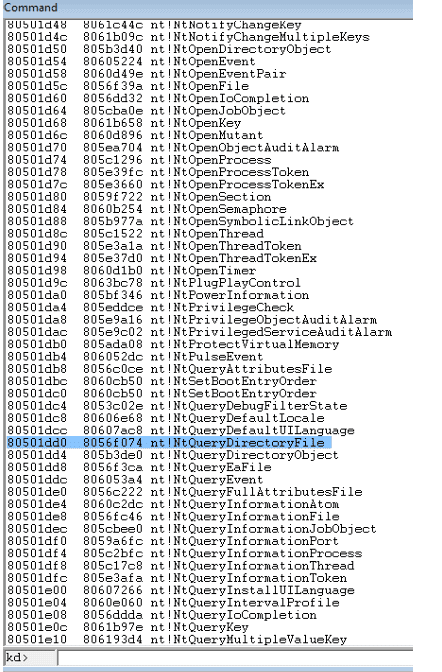 Command
80501d48 8061c44c nt!NtNotifyChangeKey
80501d4c 8061b09c nt!NtNotifyChangeMultipleKeys
80501d50 805b3d40 nt!NtOpenDirectoryObject
80501d54 80605224 nt!NtOpenEvent
80501d58 8060d49e nt!NtOpenEventPair
80501d5c 8056f39a nt!NtOpenFile
80501d60 8056dd32 nt!NtOpenIoCompletion
80501d64 805cba0e nt!NtOpenJobObject
80501d68 8061b658 nt!NtOpenKey
80501d6c 8060d896 nt!NtOpenMutant
80501d70 805ea704 nt!NtOpenObjectAuditAlarm
80501d74 805c1296 nt!NtOpenProcess
80501d78 805e39fc nt!NtOpenProcessToken
80501d7c 805e3660 nt!NtOpenProcessTokenEx
80501d80 8059f722 nt!NtOpenSection
80501d84 8060b254 nt!NtOpenSemaphore
80501d88 805b977a nt!NtOpenSymbolicLinkObject
80501d8c 805c1522 nt!NtOpenThread
80501d90 805e3a1a nt!NtOpenThreadToken
80501d94 805e37d0 nt!NtOpenThreadTokenEx
80501d98 8060d1b0 nt!NtOpenTimer
80501d9c 8063bc78 nt!NtPlugPlayControl
80501da0 805bf346 nt!NtPowerInformation
80501da4 805eddce nt!NtPrivilegeCheck
80501da8 805e9a16 nt!NtPrivilegeObjectAuditAlarm
80501dac 805e9c02 nt!NtPrivilegedServiceAuditAlarm
80501db0 805ada08 nt!NtProtectVirtualMemory
80501db4 806052dc nt!NtPulseEvent
80501db8 8056c0ce nt!NtQueryAttributesFile
80501dbc 8060cb50 nt!NtSetBootEntryOrder
80501dc0 8060cb50 nt!NtSetBootEntryOrder
80501dc4 8053c02e nt!NtQueryDebugFilterState
80501dc8 80606e68 nt!NtQueryDefaultLocale
80501dcc 80607ac8 nt!NtQueryDefaultUILanguage
80501dd0 8056f074 nt!NtQueryDirectoryFile
80501dd4 805b3de0 nt!NtQueryDirectoryObject
80501dd8 8056f3ca nt!NtQueryEaFile
80501ddc 806053a4 nt!NtQueryEvent
80501de0 8056c222 nt!NtQueryFullAttributesFile
80501de4 8060c2dc nt!NtQueryInformationAtom
80501de8 8056fc46 nt!NtQueryInformationFile
80501dec 805cbee0 nt!NtQueryInformationJobObject
80501df0 8059a6fc nt!NtQueryInformationPort
80501df4 805c2bfc nt!NtQueryInformationProcess
80501df8 805c17c8 nt!NtQueryInformationThread
80501dfc 805e3afa nt!NtQueryInformationToken
80501e00 80607266 nt!NtQueryInstallUILanguage
80501e04 8060e060 nt!NtQueryIntervalProfile
80501e08 8056ddda nt!NtQueryIoCompletion
80501e0c 8061b97e nt!NtQueryKey
80501e10 806193d4 nt!NtQueryMultipleValueKey
kd>